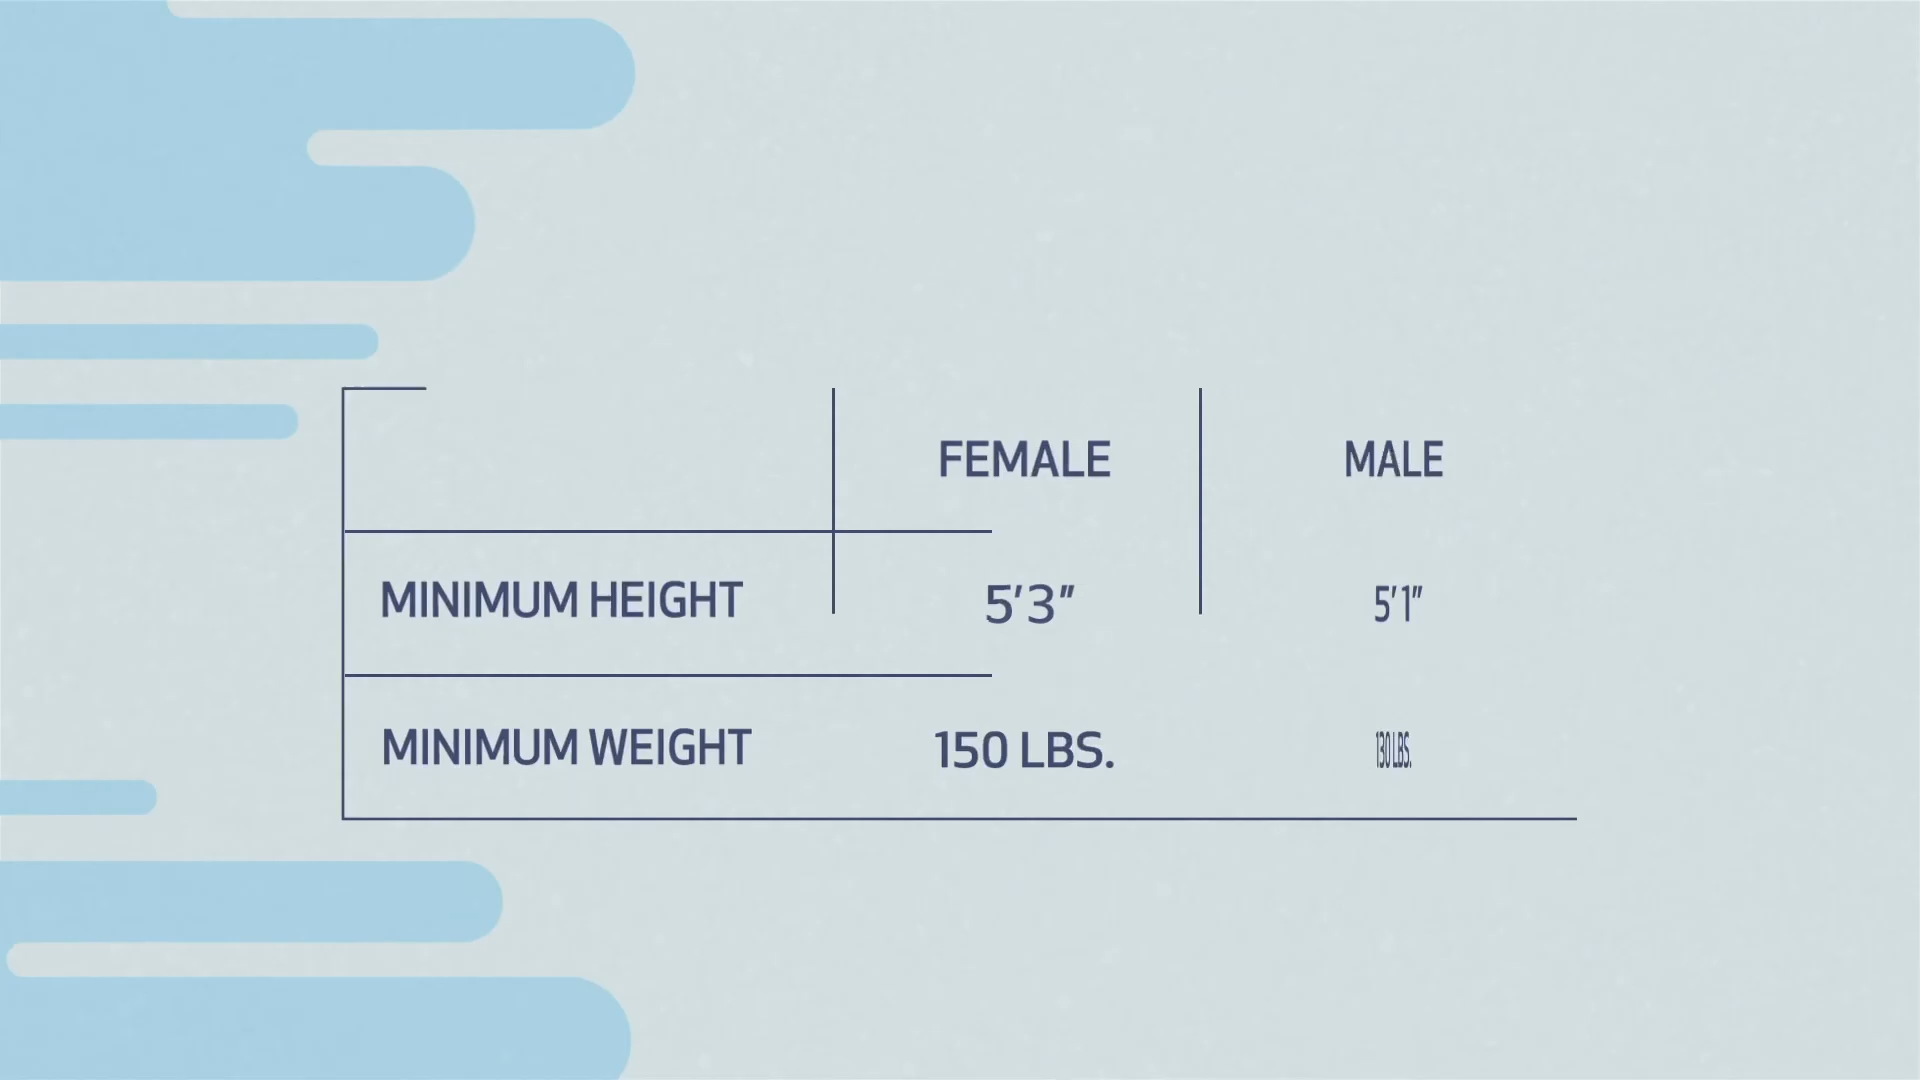 FEMALE MALE
MINIMUM HEIGHT 5'3" 5'1"
MINIMUM WEIGHT 150 LBS. 130 LBS.